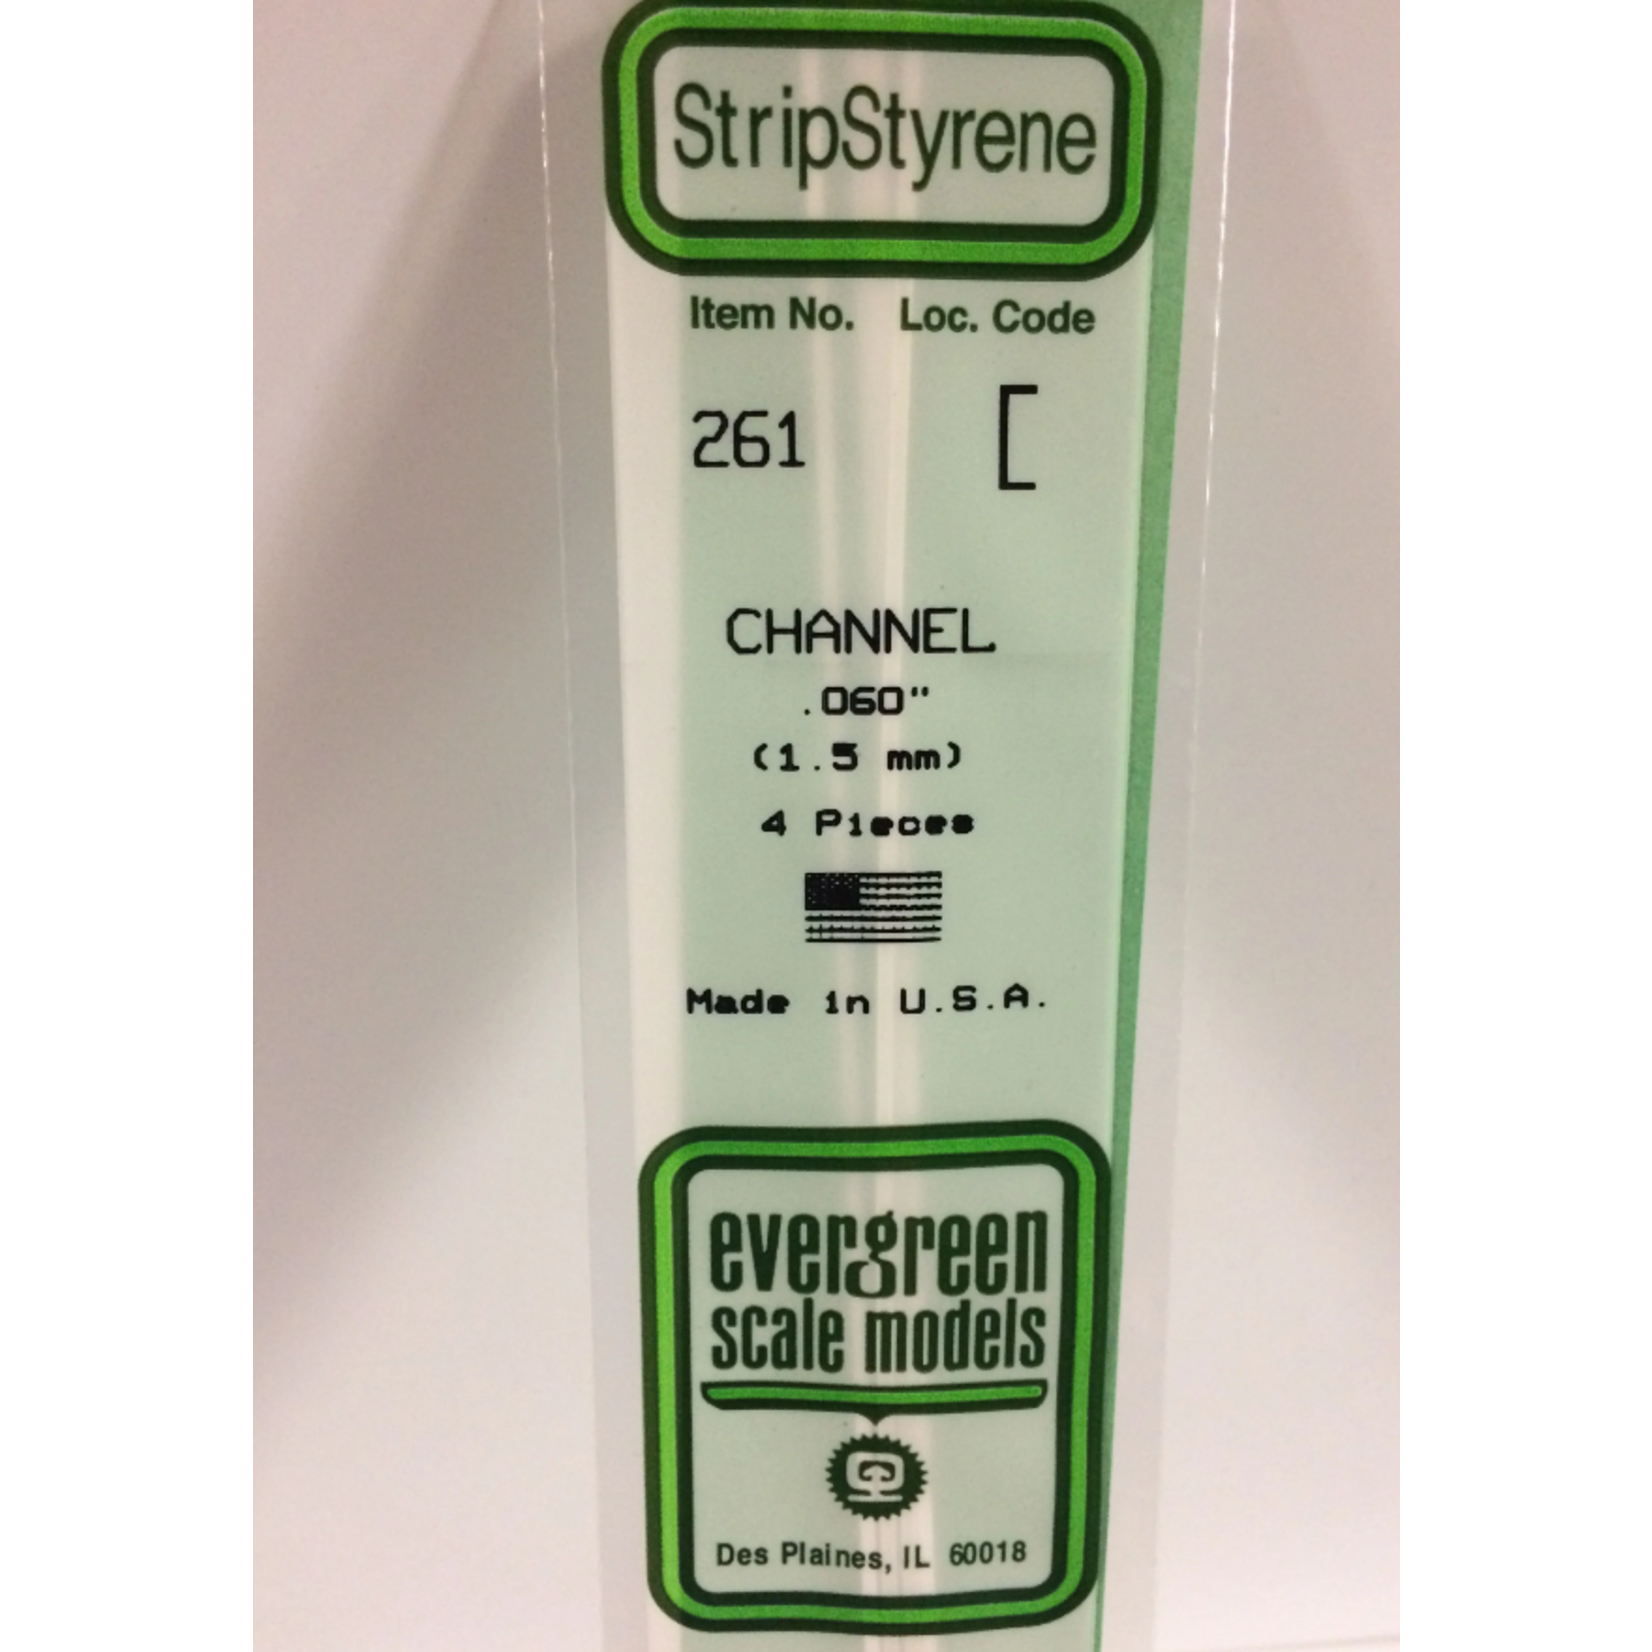 StripStyrene
Item No. Loc. Code
261
CHANNEL
.060"
(1.5 mm)
4 Pieces
Made in U.S.A.
evergreen
scale models
Des Plaines, IL 60018